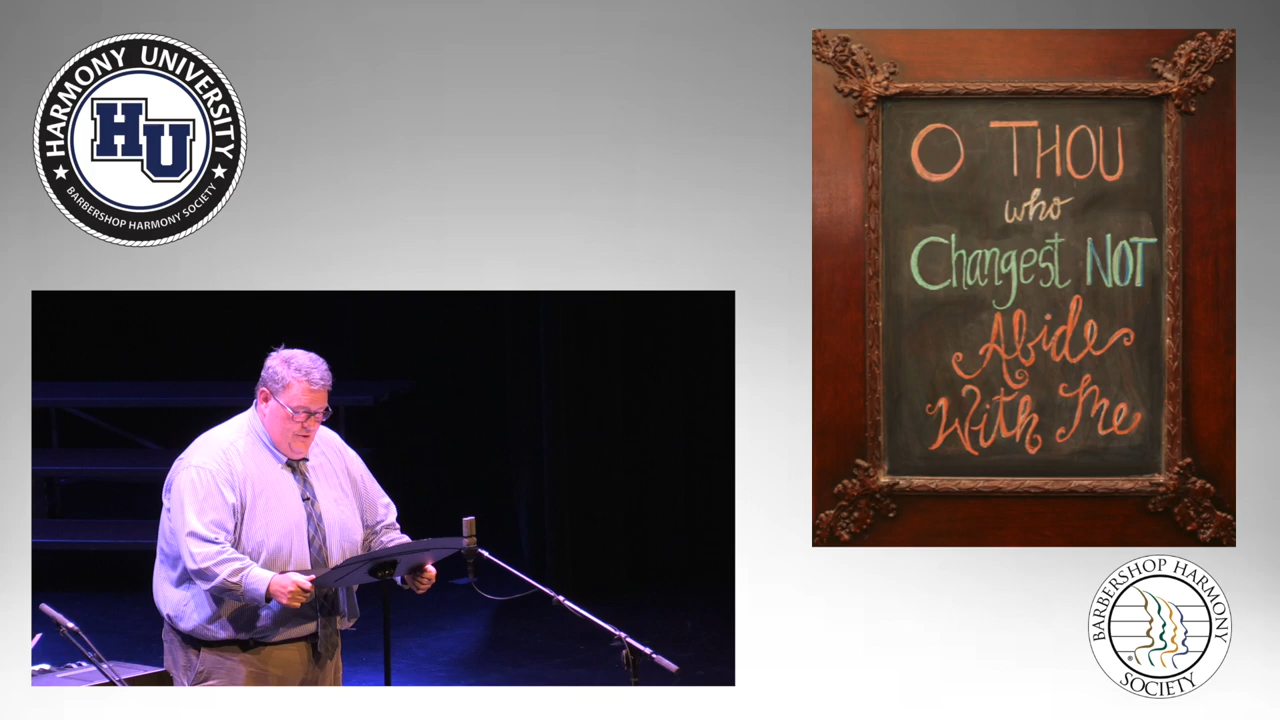 HARMONY UNIVERSITY
HU
BARBERSHOP HARMONY SOCIETY
O THOU
who
Changest NOT
Abide
With Me
BARBERSHOP HARMONY
SOCIETY
®